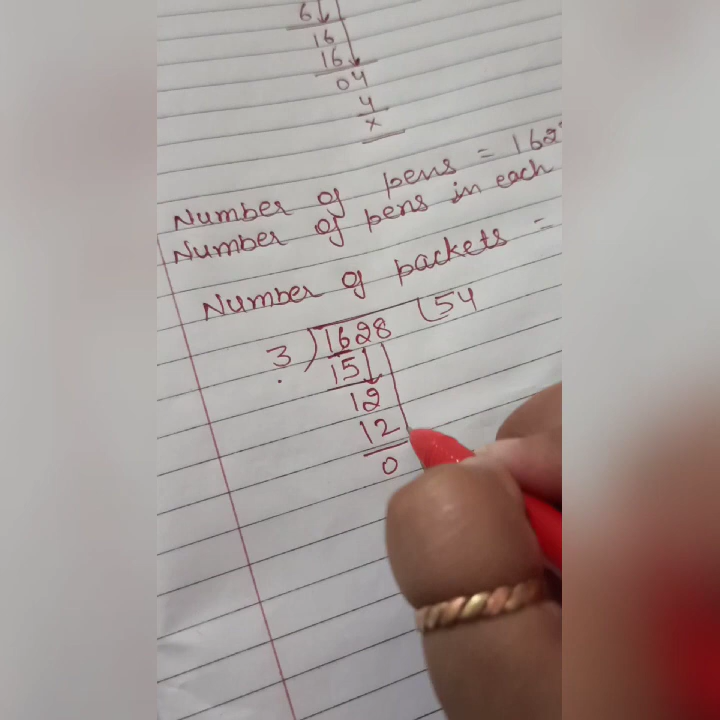 6
16
16
04
4
x
Number of pens = 162
Number of pens in each
Number of packets =
3 ) 1628 ( 54
15
12
12
0